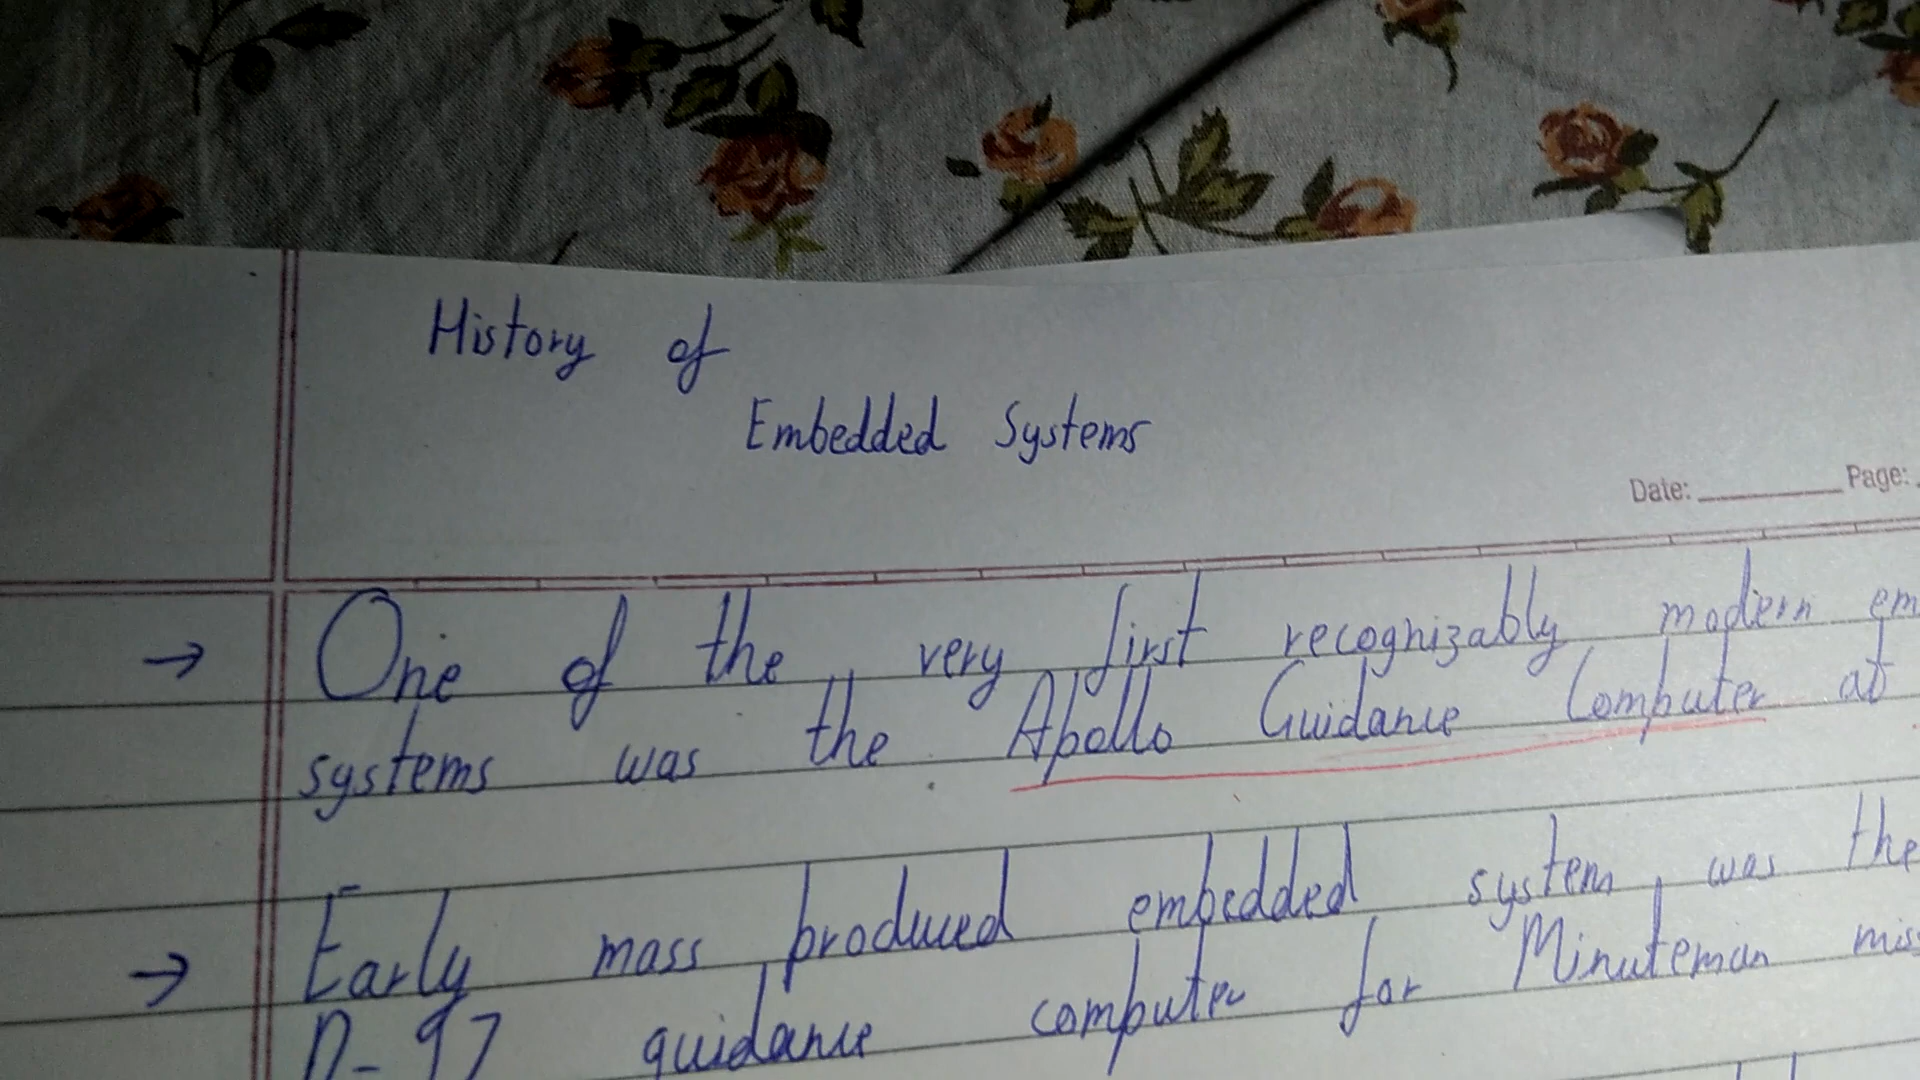 History of
Embedded Systems
Date: Page:
→ One of the very first recognizably modern em
systems was the Apollo Guidance Computer at
→ Early mass produced embedded system, was the
D-97 guidance computer for Minuteman mis